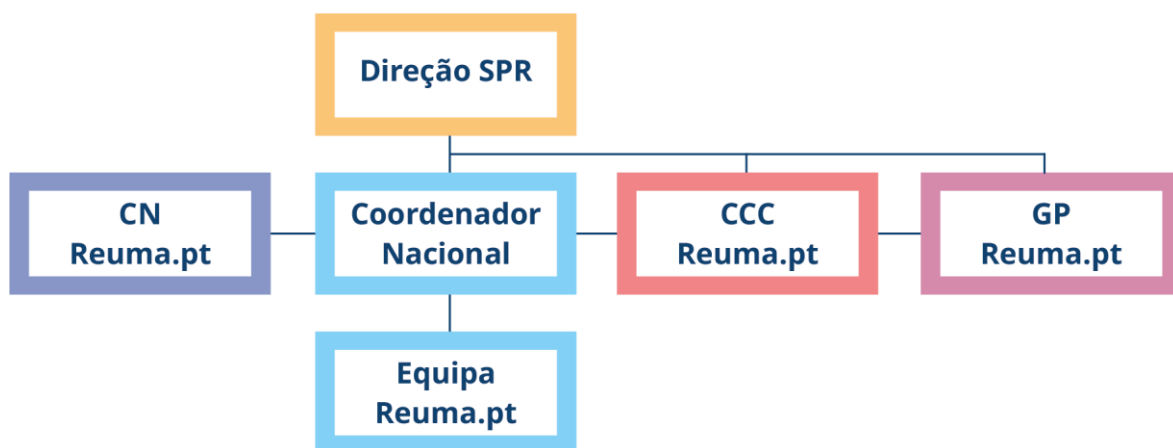 Direção SPR
CN
Reuma.pt
Coordenador
Nacional
CCC
Reuma.pt
GP
Reuma.pt
Equipa
Reuma.pt